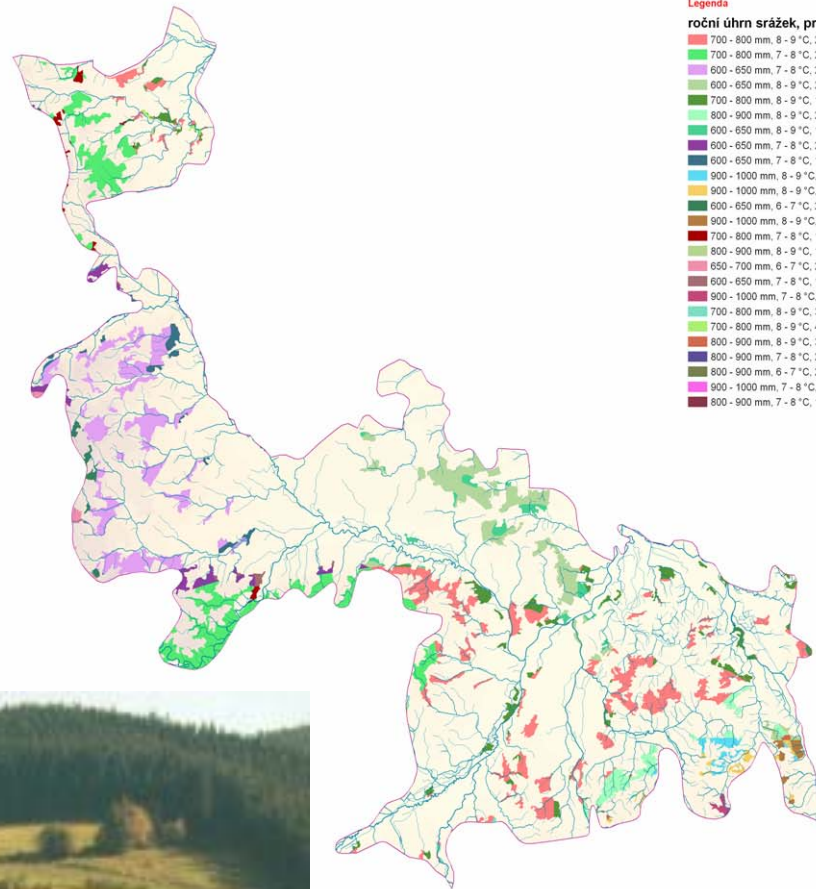 Legenda
roční úhrn srážek, pr
700 - 800 mm, 8 - 9 °C,
700 - 800 mm, 7 - 8 °C,
600 - 650 mm, 7 - 8 °C,
600 - 650 mm, 8 - 9 °C,
700 - 800 mm, 8 - 9 °C,
800 - 900 mm, 8 - 9 °C,
600 - 650 mm, 8 - 9 °C,
600 - 650 mm, 7 - 8 °C,
600 - 650 mm, 7 - 8 °C,
900 - 1000 mm, 8 - 9 °C,
900 - 1000 mm, 8 - 9 °C,
600 - 650 mm, 6 - 7 °C,
900 - 1000 mm, 8 - 9 °C,
700 - 800 mm, 7 - 8 °C,
800 - 900 mm, 8 - 9 °C,
650 - 700 mm, 6 - 7 °C,
600 - 650 mm, 7 - 8 °C,
900 - 1000 mm, 7 - 8 °C,
700 - 800 mm, 8 - 9 °C,
700 - 800 mm, 8 - 9 °C,
800 - 900 mm, 8 - 9 °C,
800 - 900 mm, 7 - 8 °C,
800 - 900 mm, 6 - 7 °C,
900 - 1000 mm, 7 - 8 °C,
800 - 900 mm, 7 - 8 °C,